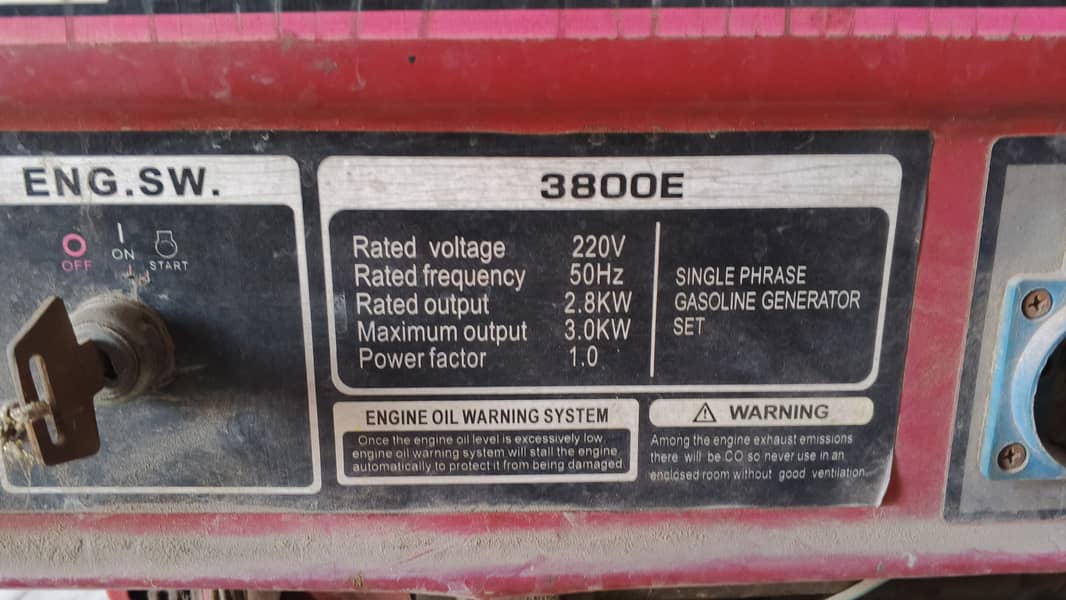 ENG.SW.
OFF
ON
START
3800E
Rated voltage 220V
Rated frequency 50Hz
Rated output 2.8KW
Maximum output 3.0KW
Power factor 1.0
SINGLE PHRASE
GASOLINE GENERATOR
SET
ENGINE OIL WARNING SYSTEM
Once the engine oil level is excessively low
engine oil warning system will stall the engine
automatically to protect it from being damaged
WARNING
Among the engine exhaust emissions
there will be CO so never use in an
enclosed room without good ventilation